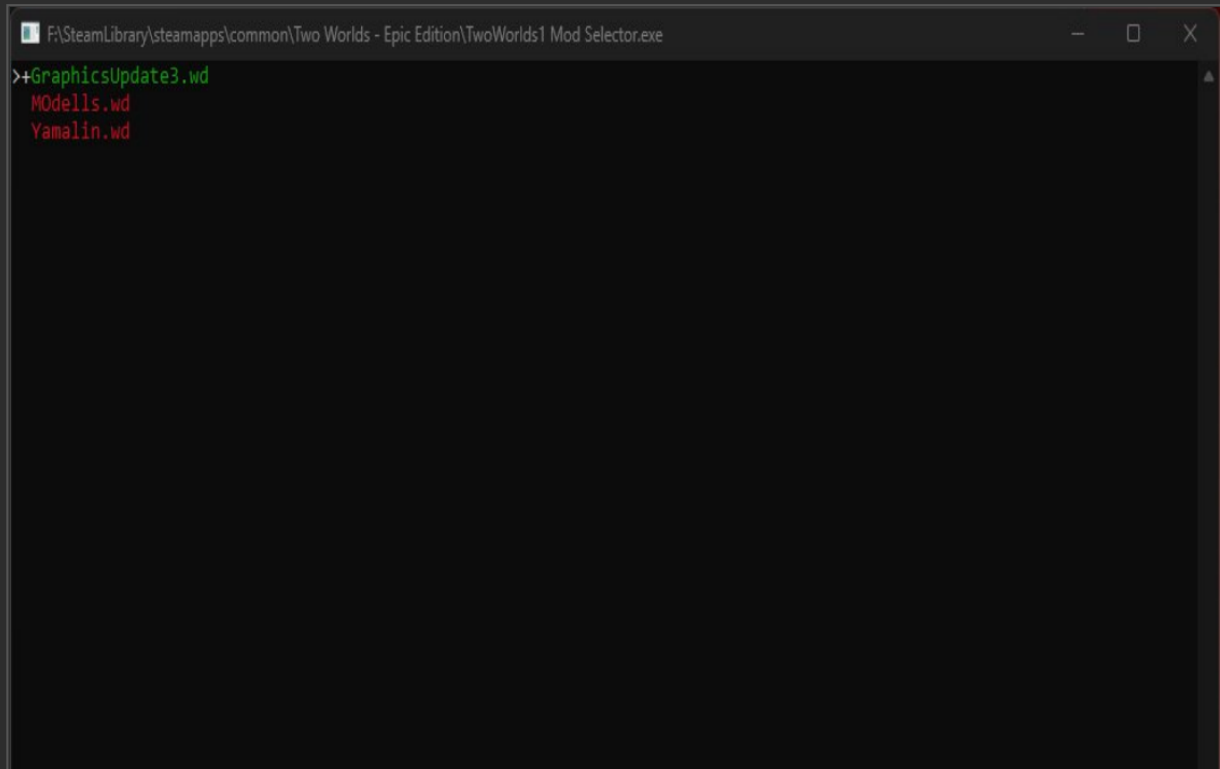 F:\SteamLibrary\steamapps\common\Two Worlds - Epic Edition\TwoWorlds1 Mod Selector.exe
>+GraphicsUpdate3.wd
MOdells.wd
Yamalin.wd